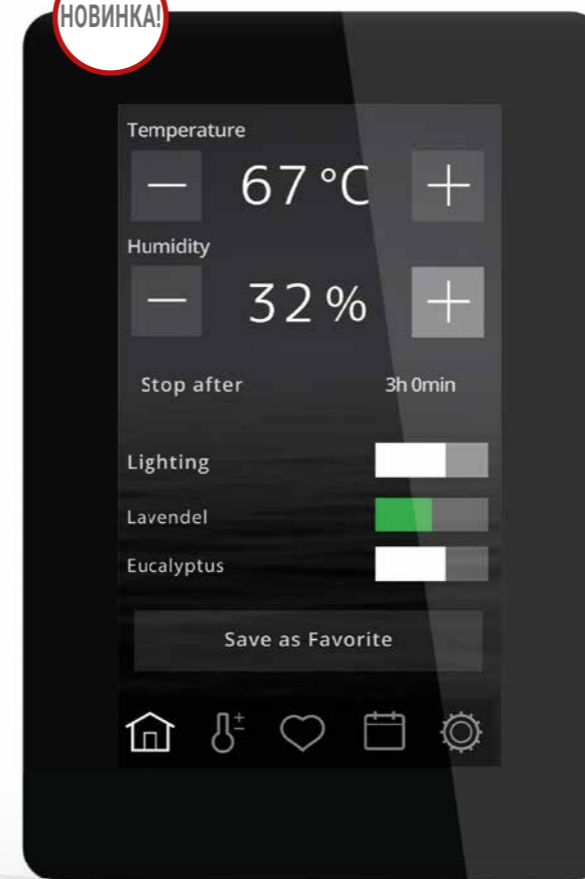 НОВИНКА!
Temperature
67 °C
Humidity
32 %
Stop after 3h 0min
Lighting
Lavendel
Eucalyptus
Save as Favorite